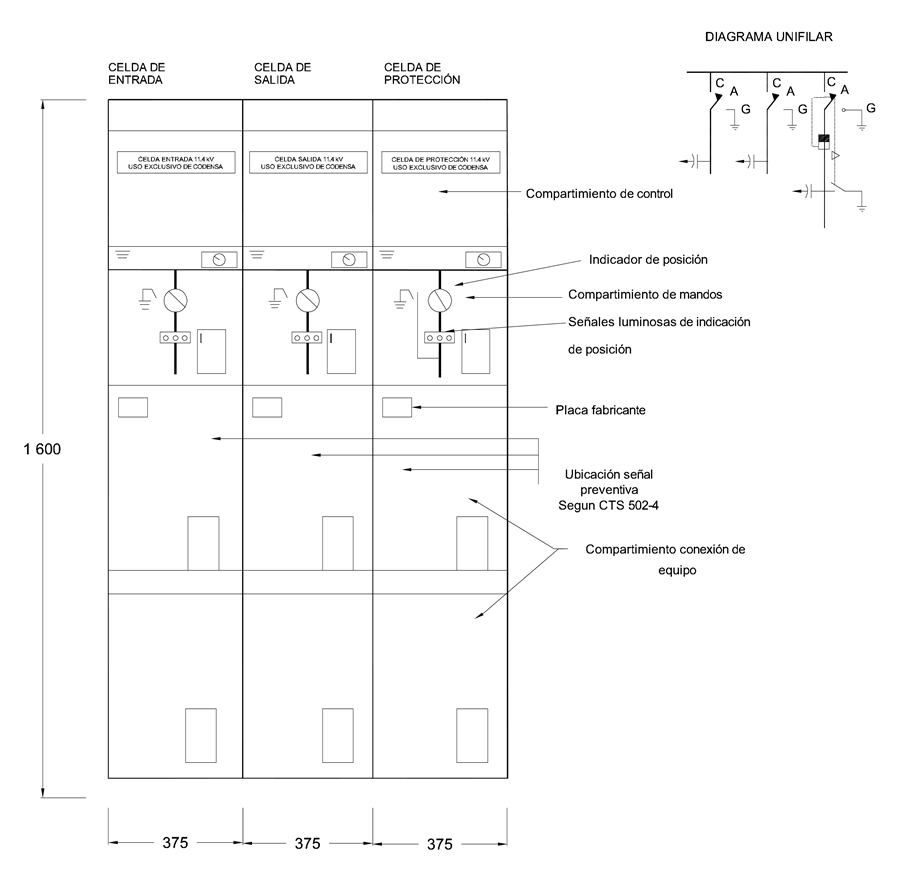 DIAGRAMA UNIFILAR
CELDA DE
ENTRADA
CELDA DE
SALIDA
CELDA DE
PROTECCIÓN
C
A
G
C
A
G
C
A
G
CELDA ENTRADA 11.4 kV
USO EXCLUSIVO DE CODENSA
CELDA SALIDA 11.4 kV
USO EXCLUSIVO DE CODENSA
CELDA DE PROTECCIÓN 11.4 kV
USO EXCLUSIVO DE CODENSA
Compartimiento de control
Indicador de posición
Compartimiento de mandos
Señales luminosas de indicación
de posición
Placa fabricante
1 600
Ubicación señal
preventiva
Segun CTS 502-4
Compartimiento conexión de
equipo
375
375
375